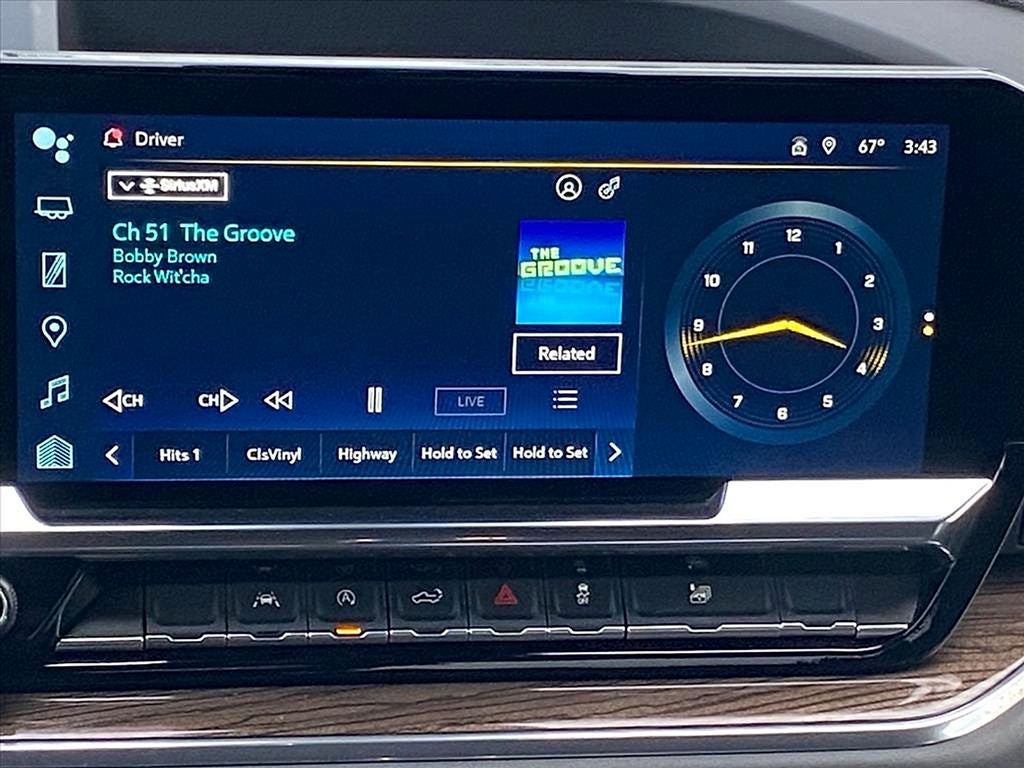 Driver
67° 3:43
SiriusXM
Ch 51 The Groove
Bobby Brown
Rock Wit'cha
THE
GROOVE
Related
CH
CH
LIVE
Hits 1
ClsVinyl
Highway
Hold to Set
Hold to Set
12
1
2
3
4
5
6
7
8
9
10
11
A